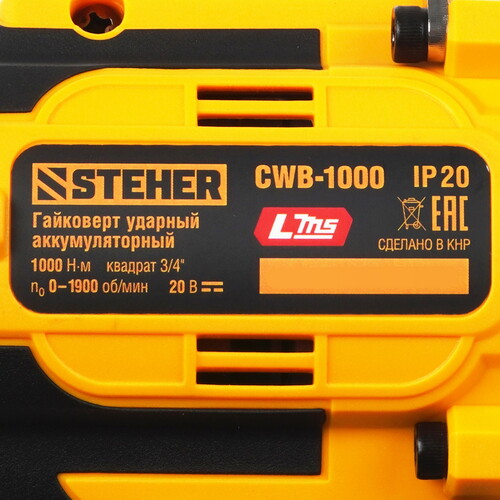 STEHER CWB-1000 IP 20
Гайковерт ударный
аккумуляторный
LMS
EAC
СДЕЛАНО В КНР
1000 Н·м квадрат 3/4"
n0 0–1900 об/мин 20 В